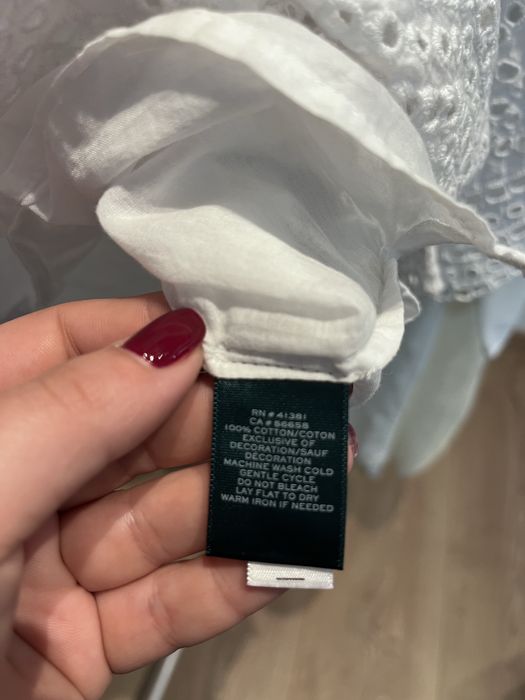 RN # 41381
CA # 56658
100% COTTON/COTON
EXCLUSIVE OF
DECORATION/SAUF
DÉCORATION
MACHINE WASH COLD
GENTLE CYCLE
DO NOT BLEACH
LAY FLAT TO DRY
WARM IRON IF NEEDED